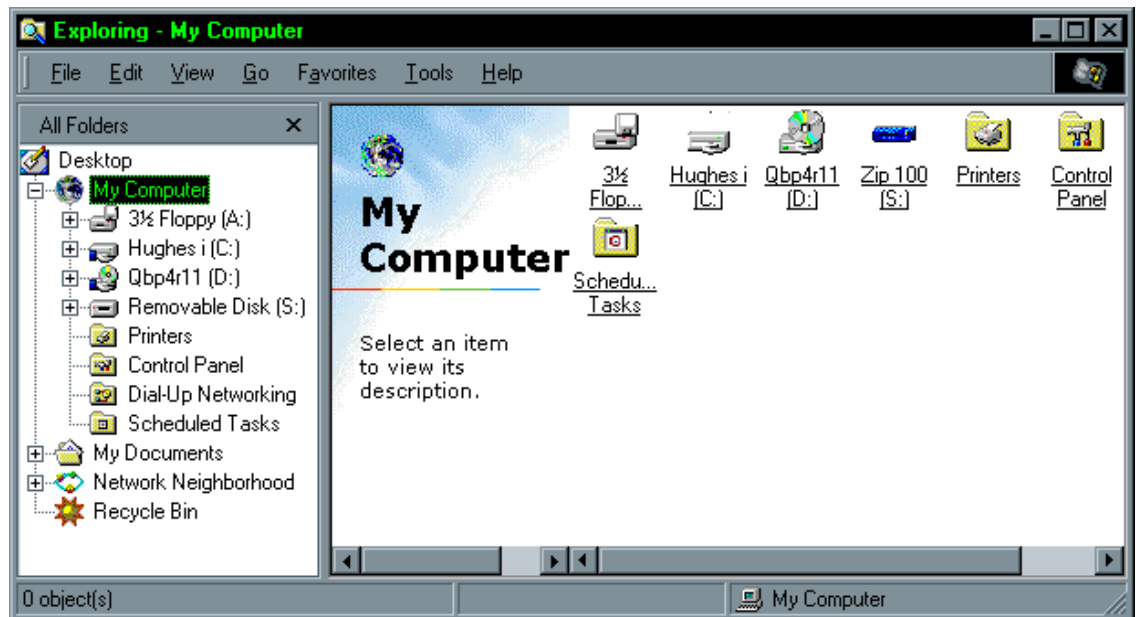 Exploring - My Computer
File Edit View Go Favorites Tools Help
All Folders
Desktop
My Computer
3½ Floppy (A:)
Hughes i (C:)
Qbp4r11 (D:)
Removable Disk (S:)
Printers
Control Panel
Dial-Up Networking
Scheduled Tasks
My Documents
Network Neighborhood
Recycle Bin
My
Computer
Select an item
to view its
description.
3½
Flop...
Hughes i
(C:)
Qbp4r11
(D:)
Zip 100
(S:)
Printers
Control
Panel
Schedu...
Tasks
0 object(s)
My Computer